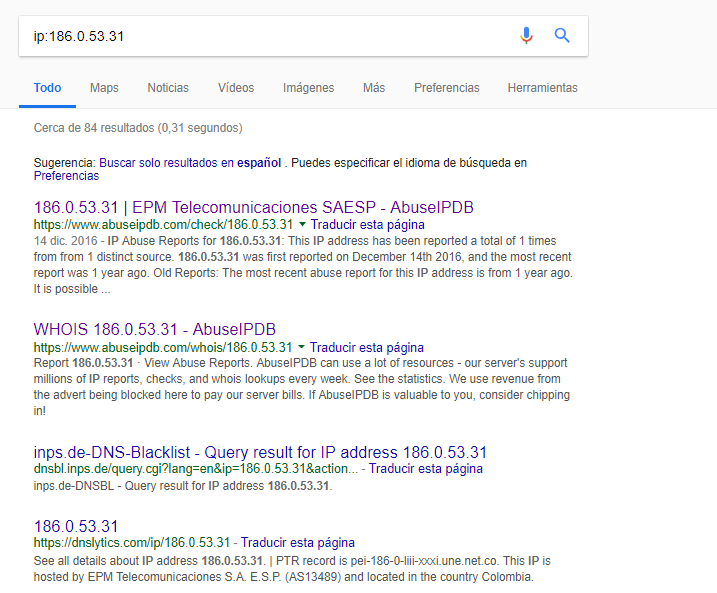 ip:186.0.53.31
Todo Maps Noticias Vídeos Imágenes Más Preferencias Herramientas
Cerca de 84 resultados (0,31 segundos)
Sugerencia: Buscar solo resultados en español . Puedes especificar el idioma de búsqueda en
Preferencias
186.0.53.31 | EPM Telecomunicaciones SAESP - AbuseIPDB
https://www.abuseipdb.com/check/186.0.53.31 ▼ Traducir esta página
14 dic. 2016 - IP Abuse Reports for 186.0.53.31: This IP address has been reported a total of 1 times
from from 1 distinct source. 186.0.53.31 was first reported on December 14th 2016, and the most recent
report was 1 year ago. Old Reports: The most recent abuse report for this IP address is from 1 year ago.
It is possible ...
WHOIS 186.0.53.31 - AbuseIPDB
https://www.abuseipdb.com/whois/186.0.53.31 ▼ Traducir esta página
Report 186.0.53.31 · View Abuse Reports. AbuseIPDB can use a lot of resources - our server's support
millions of IP reports, checks, and whois lookups every week. See the statistics. We use revenue from
the advert being blocked here to pay our server bills. If AbuseIPDB is valuable to you, consider chipping
in!
inps.de-DNS-Blacklist - Query result for IP address 186.0.53.31
dnsbl.inps.de/query.cgi?lang=en&ip=186.0.53.31&action... - Traducir esta página
inps.de-DNSBL - Query result for IP address 186.0.53.31.
186.0.53.31
https://dnslytics.com/ip/186.0.53.31 - Traducir esta página
See all details about IP address 186.0.53.31. | PTR record is pei-186-0-liii-xxxi.une.net.co. This IP is
hosted by EPM Telecomunicaciones S.A. E.S.P. (AS13489) and located in the country Colombia.